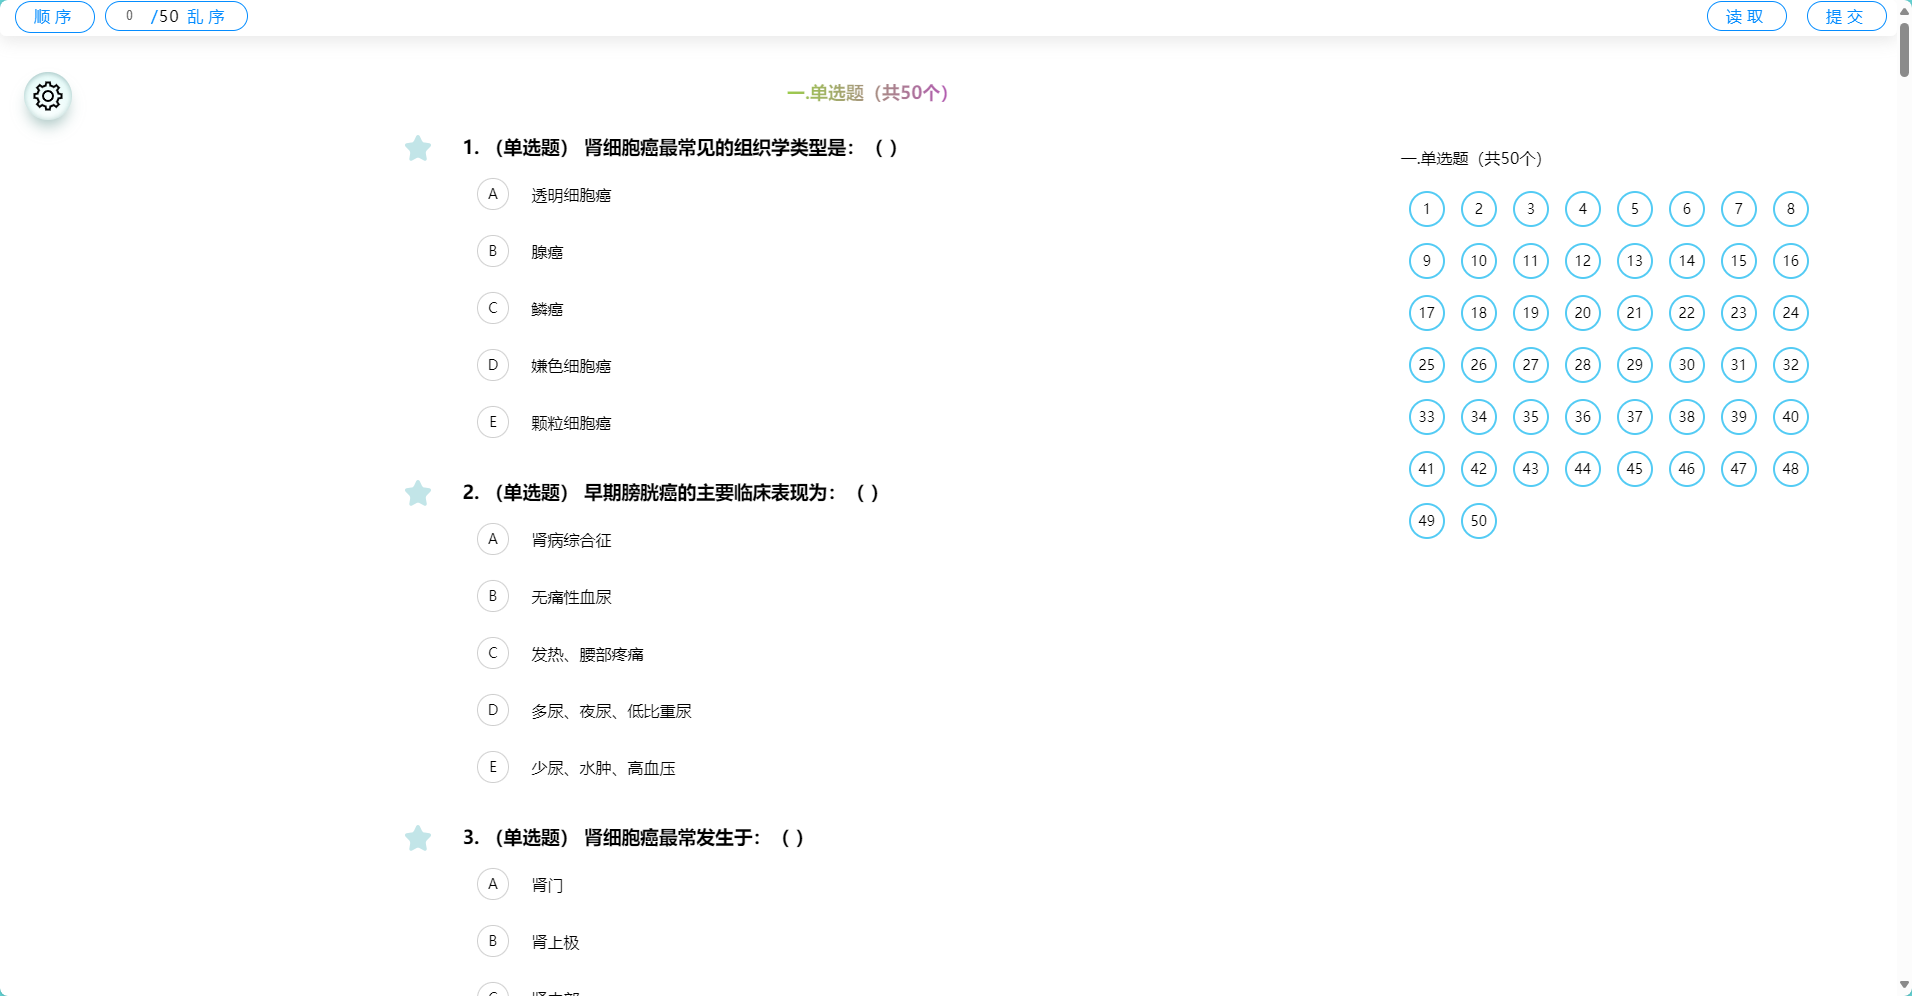 顺 序
0 /50 乱 序
读 取
提 交
一.单选题（共50个）
1. （单选题） 肾细胞癌最常见的组织学类型是： （ ）
A 透明细胞癌
B 腺癌
C 鳞癌
D 嫌色细胞癌
E 颗粒细胞癌
2. （单选题） 早期膀胱癌的主要临床表现为： （ ）
A 肾病综合征
B 无痛性血尿
C 发热、腰部疼痛
D 多尿、夜尿、低比重尿
E 少尿、水肿、高血压
3. （单选题） 肾细胞癌最常发生于： （ ）
A 肾门
B 肾上极
一.单选题（共50个）
1 2 3 4 5 6 7 8
9 10 11 12 13 14 15 16
17 18 19 20 21 22 23 24
25 26 27 28 29 30 31 32
33 34 35 36 37 38 39 40
41 42 43 44 45 46 47 48
49 50